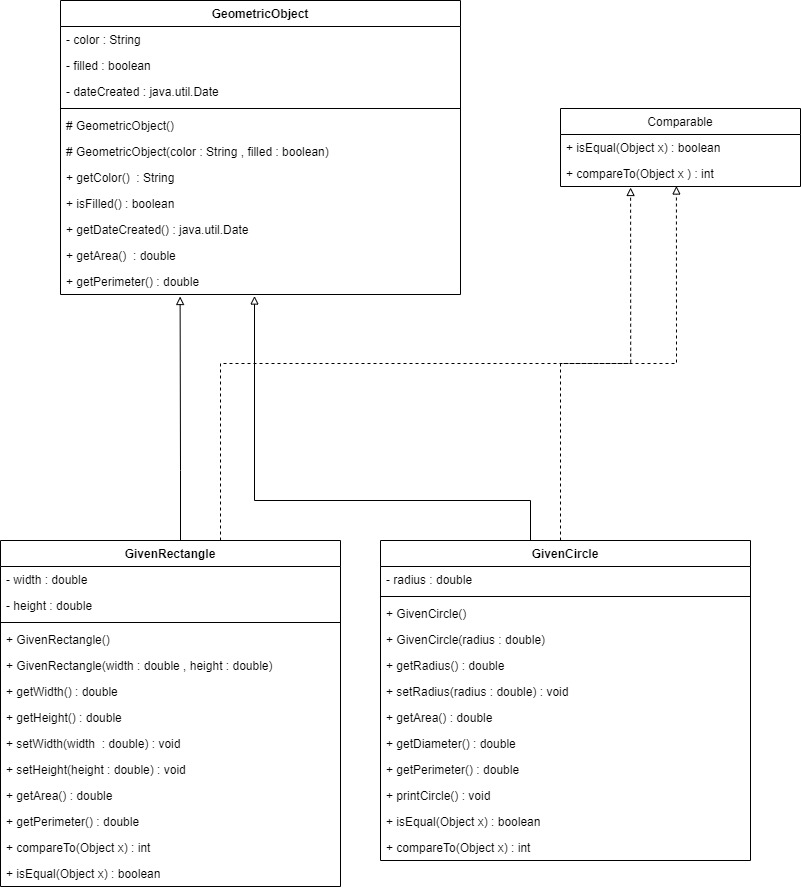 GeometricObject
- color : String
- filled : boolean
- dateCreated : java.util.Date
# GeometricObject()
# GeometricObject(color : String , filled : boolean)
+ getColor() : String
+ isFilled() : boolean
+ getDateCreated() : java.util.Date
+ getArea() : double
+ getPerimeter() : double
Comparable
+ isEqual(Object x) : boolean
+ compareTo(Object x ) : int
GivenRectangle
- width : double
- height : double
+ GivenRectangle()
+ GivenRectangle(width : double , height : double)
+ getWidth() : double
+ getHeight() : double
+ setWidth(width : double) : void
+ setHeight(height : double) : void
+ getArea() : double
+ getPerimeter() : double
+ compareTo(Object x) : int
+ isEqual(Object x) : boolean
GivenCircle
- radius : double
+ GivenCircle()
+ GivenCircle(radius : double)
+ getRadius() : double
+ setRadius(radius : double) : void
+ getArea() : double
+ getDiameter() : double
+ getPerimeter() : double
+ printCircle() : void
+ isEqual(Object x) : boolean
+ compareTo(Object x) : int